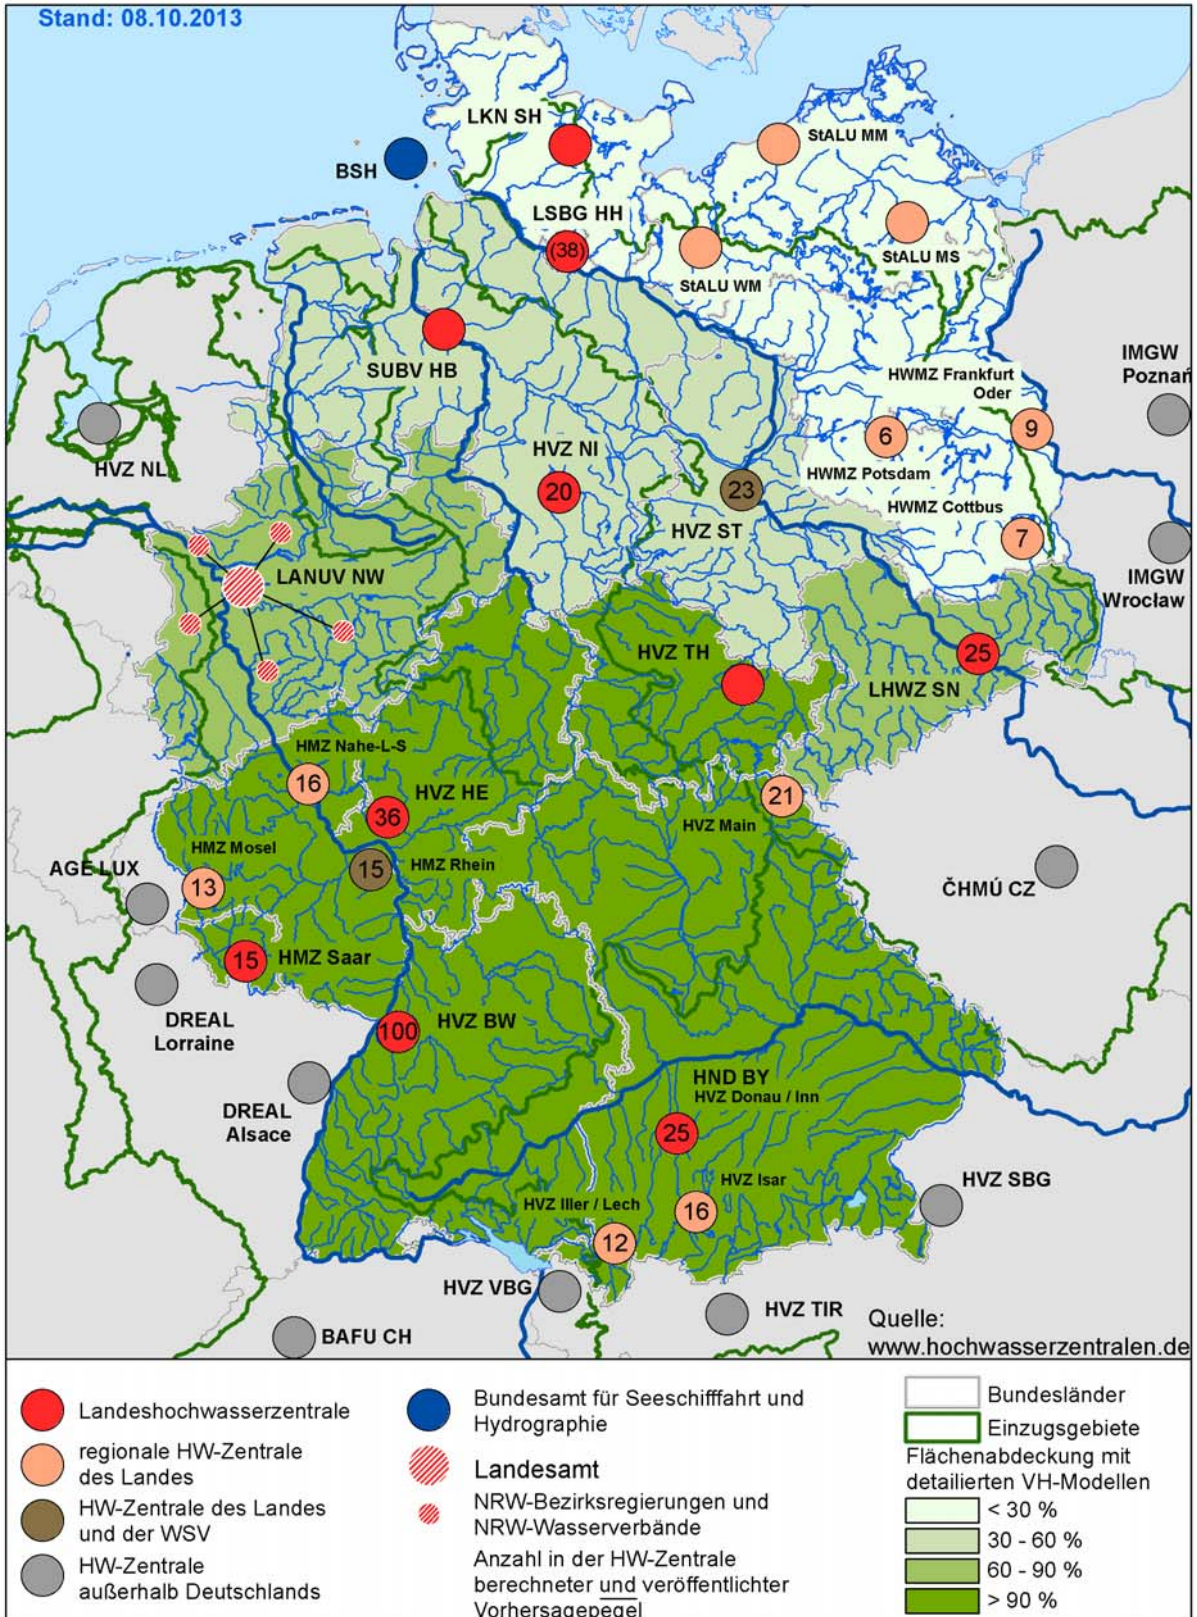 Stand: 08.10.2013
LKN SH
StALU MM
BSH
LSBG HH
(38)
StALU MS
StALU WM
SUBV HB
IMGW
Poznań
HWMZ Frankfurt
Oder
9
6
HVZ NL
HVZ NI
HWMZ Potsdam
20
23
HWMZ Cottbus
HVZ ST
7
LANUV NW
IMGW
Wrocław
HVZ TH
25
LHWZ SN
HMZ Nahe-L-S
16
HVZ HE
21
36
HVZ Main
HMZ Mosel
HMZ Rhein
AGE LUX
15
13
ČHMÚ CZ
15
HMZ Saar
DREAL
Lorraine
100
HVZ BW
HND BY
HVZ Donau / Inn
DREAL
Alsace
25
HVZ Isar
HVZ SBG
HVZ Iller / Lech
16
12
HVZ VBG
HVZ TIR
BAFU CH
Quelle:
www.hochwasserzentralen.de
Landeshochwasserzentrale
regionale HW-Zentrale
des Landes
HW-Zentrale des Landes
und der WSV
HW-Zentrale
außerhalb Deutschlands
Bundesamt für Seeschifffahrt und
Hydrographie
Landesamt
NRW-Bezirksregierungen und
NRW-Wasserverbände
Anzahl in der HW-Zentrale
berechneter und veröffentlichter
Vorhersagepegel
Bundesländer
Einzugsgebiete
Flächenabdeckung mit
detailierten VH-Modellen
< 30 %
30 - 60 %
60 - 90 %
> 90 %